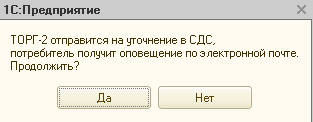 1С:Предприятие
ТОРГ-2 отправится на уточнение в СДС,
потребитель получит оповещение по электронной почте.
Продолжить?
Да
Нет